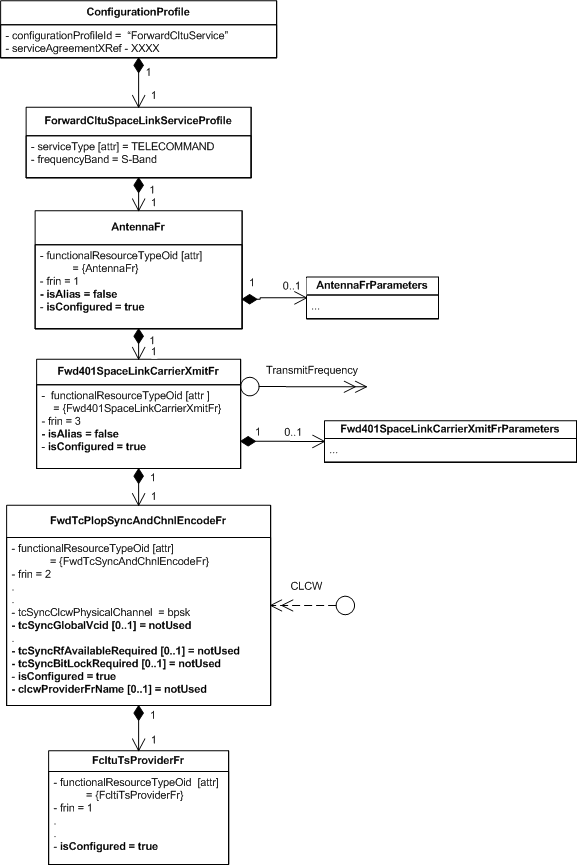 ConfigurationProfile
- configurationProfileId = “ForwardCltuService”
- serviceAgreementXRef - XXXX
1
1
ForwardCltuSpaceLinkServiceProfile
- serviceType [attr] = TELECOMMAND
- frequencyBand = S-Band
1
1
AntennaFr
- functionalResourceTypeOid [attr]
= {AntennaFr}
- frin = 1
- isAlias = false
- isConfigured = true
1
0..1
AntennaFrParameters
...
1
1
Fwd401SpaceLinkCarrierXmitFr
- functionalResourceTypeOid [attr ]
= {Fwd401SpaceLinkCarrierXmitFr}
- frin = 3
- isAlias = false
- isConfigured = true
TransmitFrequency
1
0..1
Fwd401SpaceLinkCarrierXmitFrParameters
...
1
1
FwdTcPlopSyncAndChnlEncodeFr
- functionalResourceTypeOid [attr]
= {FwdTcSyncAndChnlEncodeFr}
- frin = 2
.
.
- tcSyncClcwPhysicalChannel = bpsk
- tcSyncGlobalVcid [0..1] = notUsed
.
- tcSyncRfAvailableRequired [0..1] = notUsed
- tcSyncBitLockRequired [0..1] = notUsed
- isConfigured = true
- clcwProviderFrName [0..1] = notUsed
CLCW
1
1
FcltuTsProviderFr
- functionalResourceTypeOid [attr]
= {FcltiTsProviderFr}
- frin = 1
.
.
- isConfigured = true